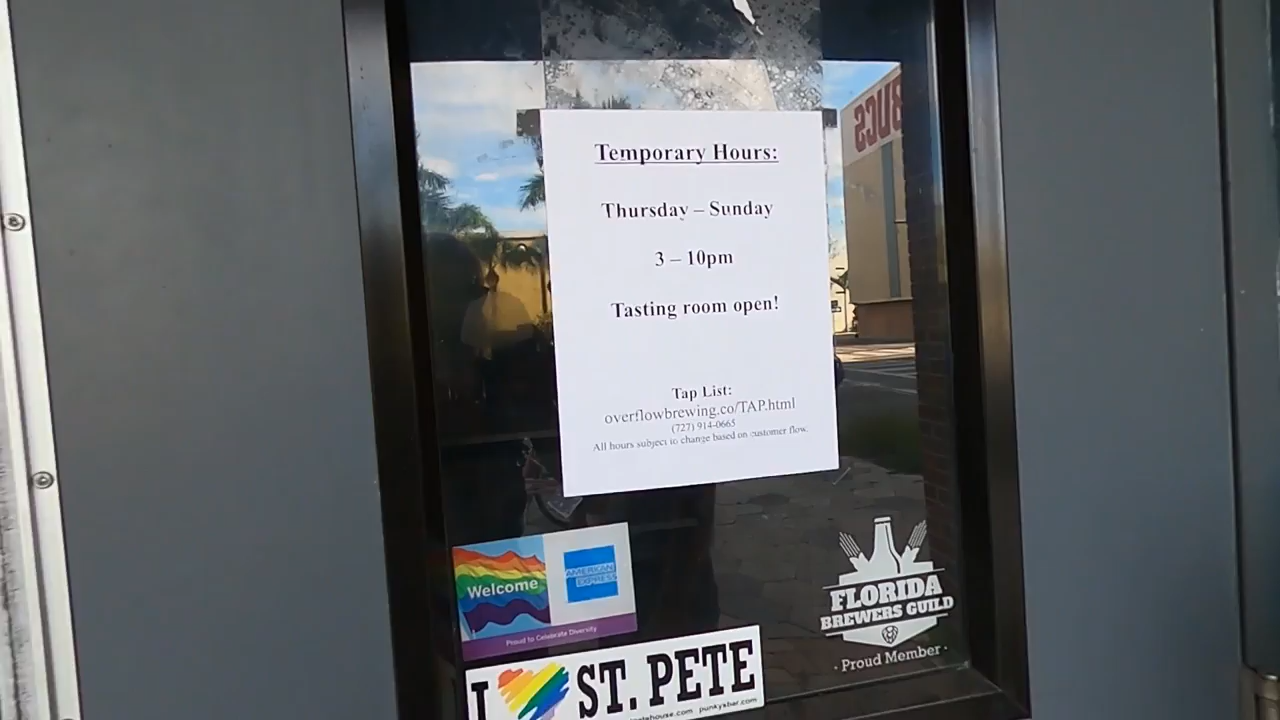 BUCS
Temporary Hours:
Thursday – Sunday
3 – 10pm
Tasting room open!
Tap List:
overflowbrewing.co/TAP.html
(727) 914-0665
All hours subject to change based on customer flow.
Welcome
AMERICAN
EXPRESS
Proud to Celebrate Diversity
FLORIDA
BREWERS GUILD
· Proud Member ·
I ST. PETE
punkysbar.com